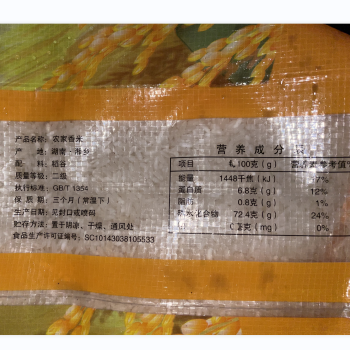 产品名称：农家香米
产　地：湖南·湘乡
配　料：稻谷
质量等级：二级
执行标准：GB/T 1354
保 质 期：三个月（常温下）
生产日期：见封口或喷码
贮存方法：置于阴凉、干燥、通风处
食品生产许可证编号：SC10143038105533
营 养 成 分
项目 100克(g) 营养素参考值
能量 1448千焦(kJ) 7%
蛋白质 6.8克(g) 12%
脂肪 0.8克(g) 1%
碳水化合物 72.4克(g) 24%
毫克(mg) 0%